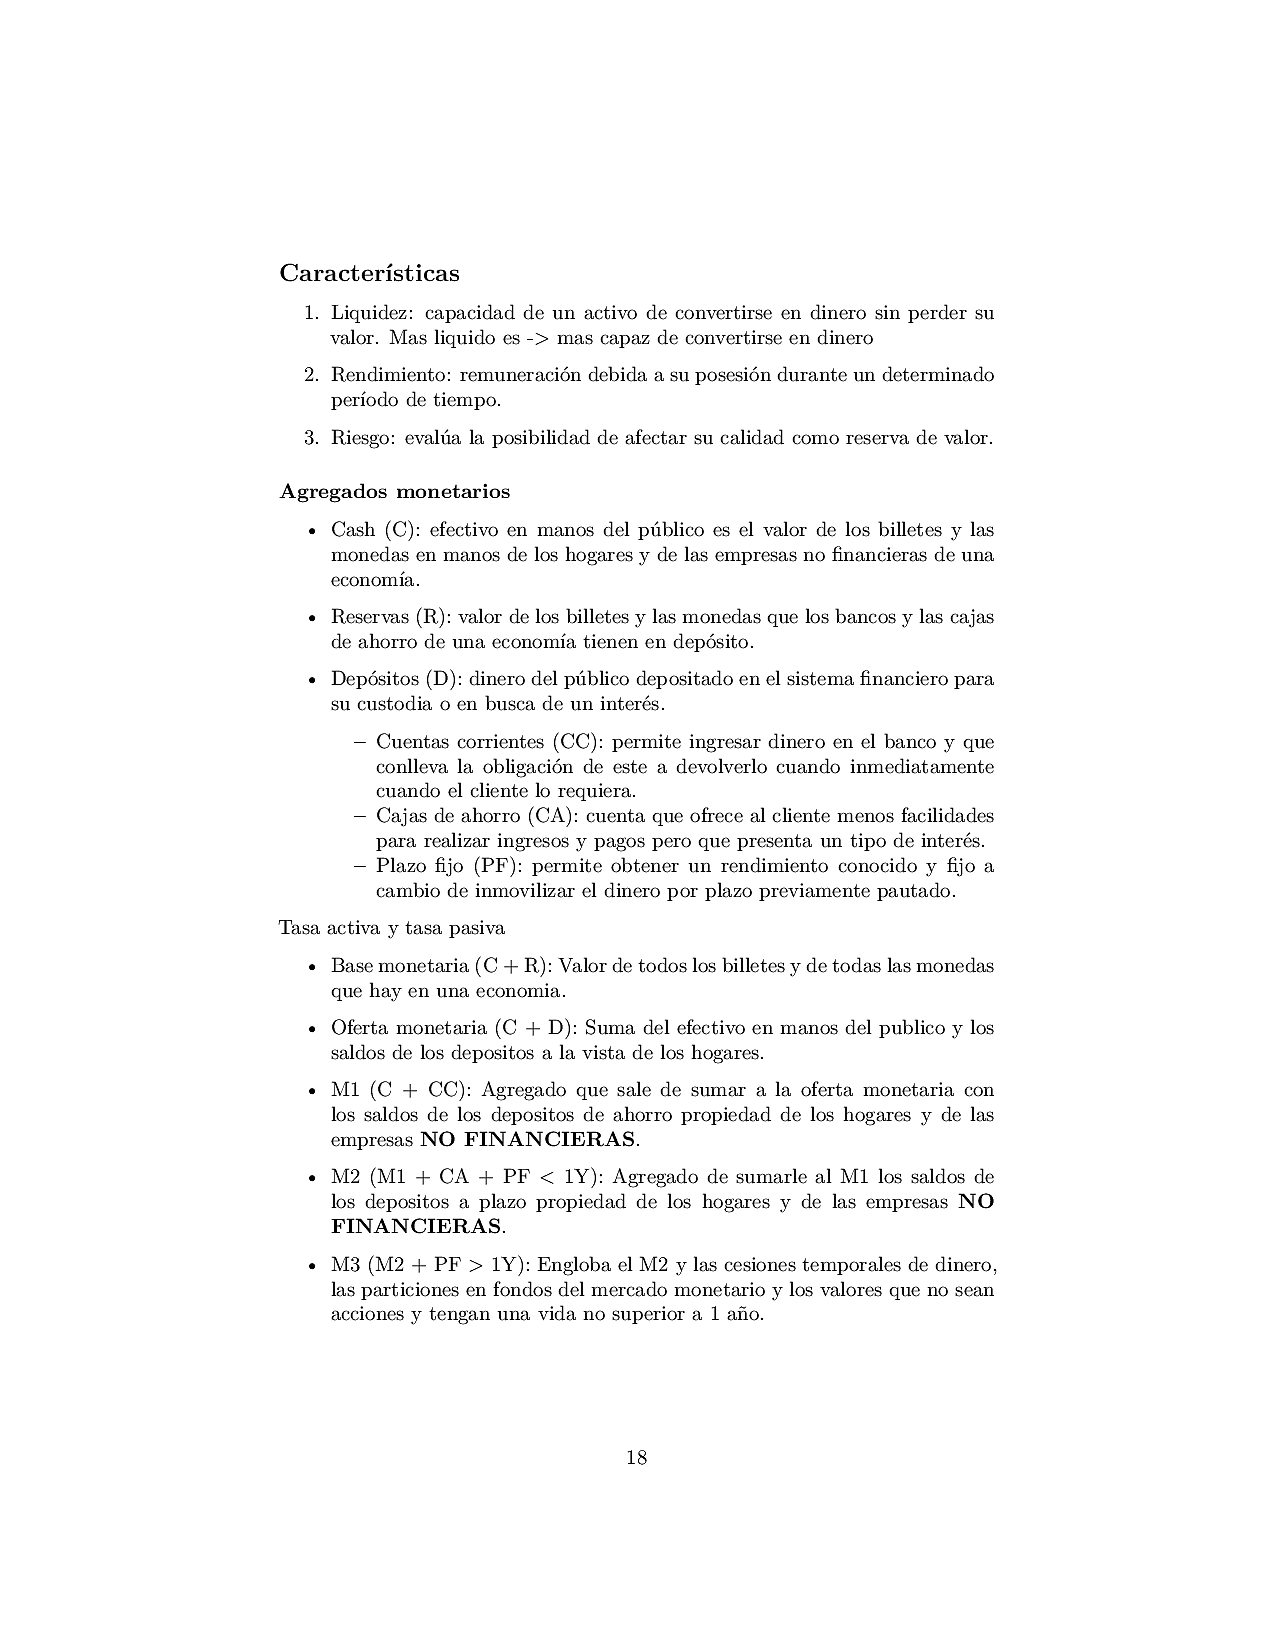 Características
1. Liquidez: capacidad de un activo de convertirse en dinero sin perder su
valor. Mas liquido es -> mas capaz de convertirse en dinero
2. Rendimiento: remuneración debida a su posesión durante un determinado
período de tiempo.
3. Riesgo: evalúa la posibilidad de afectar su calidad como reserva de valor.
Agregados monetarios
• Cash (C): efectivo en manos del público es el valor de los billetes y las
monedas en manos de los hogares y de las empresas no financieras de una
economía.
• Reservas (R): valor de los billetes y las monedas que los bancos y las cajas
de ahorro de una economía tienen en depósito.
• Depósitos (D): dinero del público depositado en el sistema financiero para
su custodia o en busca de un interés.
– Cuentas corrientes (CC): permite ingresar dinero en el banco y que
conlleva la obligación de este a devolverlo cuando inmediatamente
cuando el cliente lo requiera.
– Cajas de ahorro (CA): cuenta que ofrece al cliente menos facilidades
para realizar ingresos y pagos pero que presenta un tipo de interés.
– Plazo fijo (PF): permite obtener un rendimiento conocido y fijo a
cambio de inmovilizar el dinero por plazo previamente pautado.
Tasa activa y tasa pasiva
• Base monetaria (C + R): Valor de todos los billetes y de todas las monedas
que hay en una economia.
• Oferta monetaria (C + D): Suma del efectivo en manos del publico y los
saldos de los depositos a la vista de los hogares.
• M1 (C + CC): Agregado que sale de sumar a la oferta monetaria con
los saldos de los depositos de ahorro propiedad de los hogares y de las
empresas NO FINANCIERAS.
• M2 (M1 + CA + PF < 1Y): Agregado de sumarle al M1 los saldos de
los depositos a plazo propiedad de los hogares y de las empresas NO
FINANCIERAS.
• M3 (M2 + PF > 1Y): Engloba el M2 y las cesiones temporales de dinero,
las particiones en fondos del mercado monetario y los valores que no sean
acciones y tengan una vida no superior a 1 año.
18